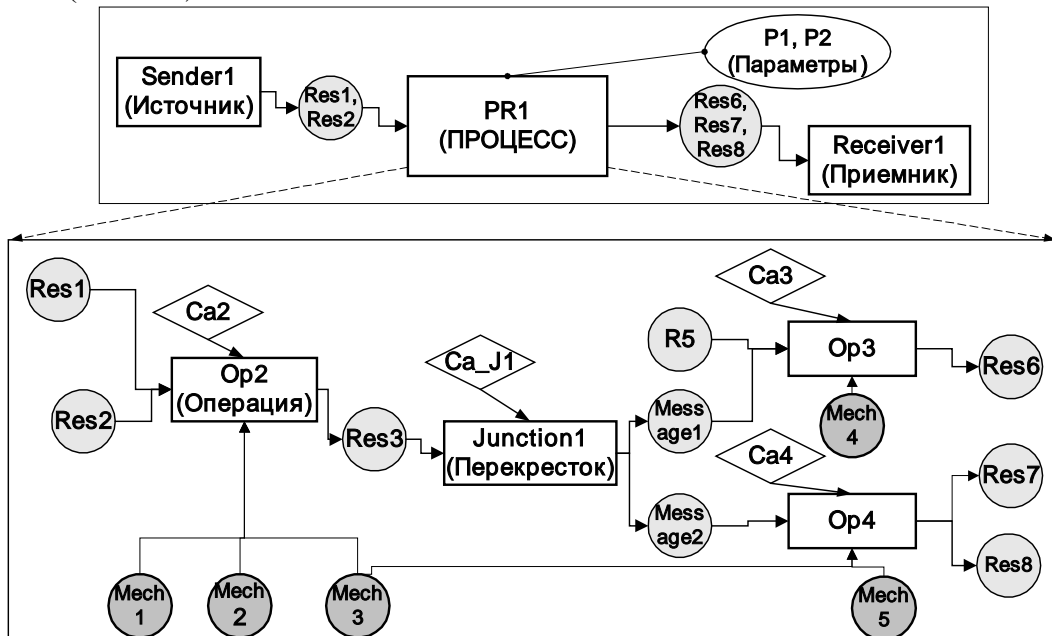 P1, P2
(Параметры)
Sender1
(Источник)
Res1,
Res2
PR1
(ПРОЦЕСС)
Res6,
Res7,
Res8
Receiver1
(Приемник)
Res1
Ca2
Ca3
R5
Op3
Res6
Op2
(Операция)
Ca_J1
Res2
Mess
age1
Mech
4
Res3
Junction1
(Перекресток)
Ca4
Res7
Mess
age2
Op4
Res8
Mech
1
Mech
2
Mech
3
Mech
5